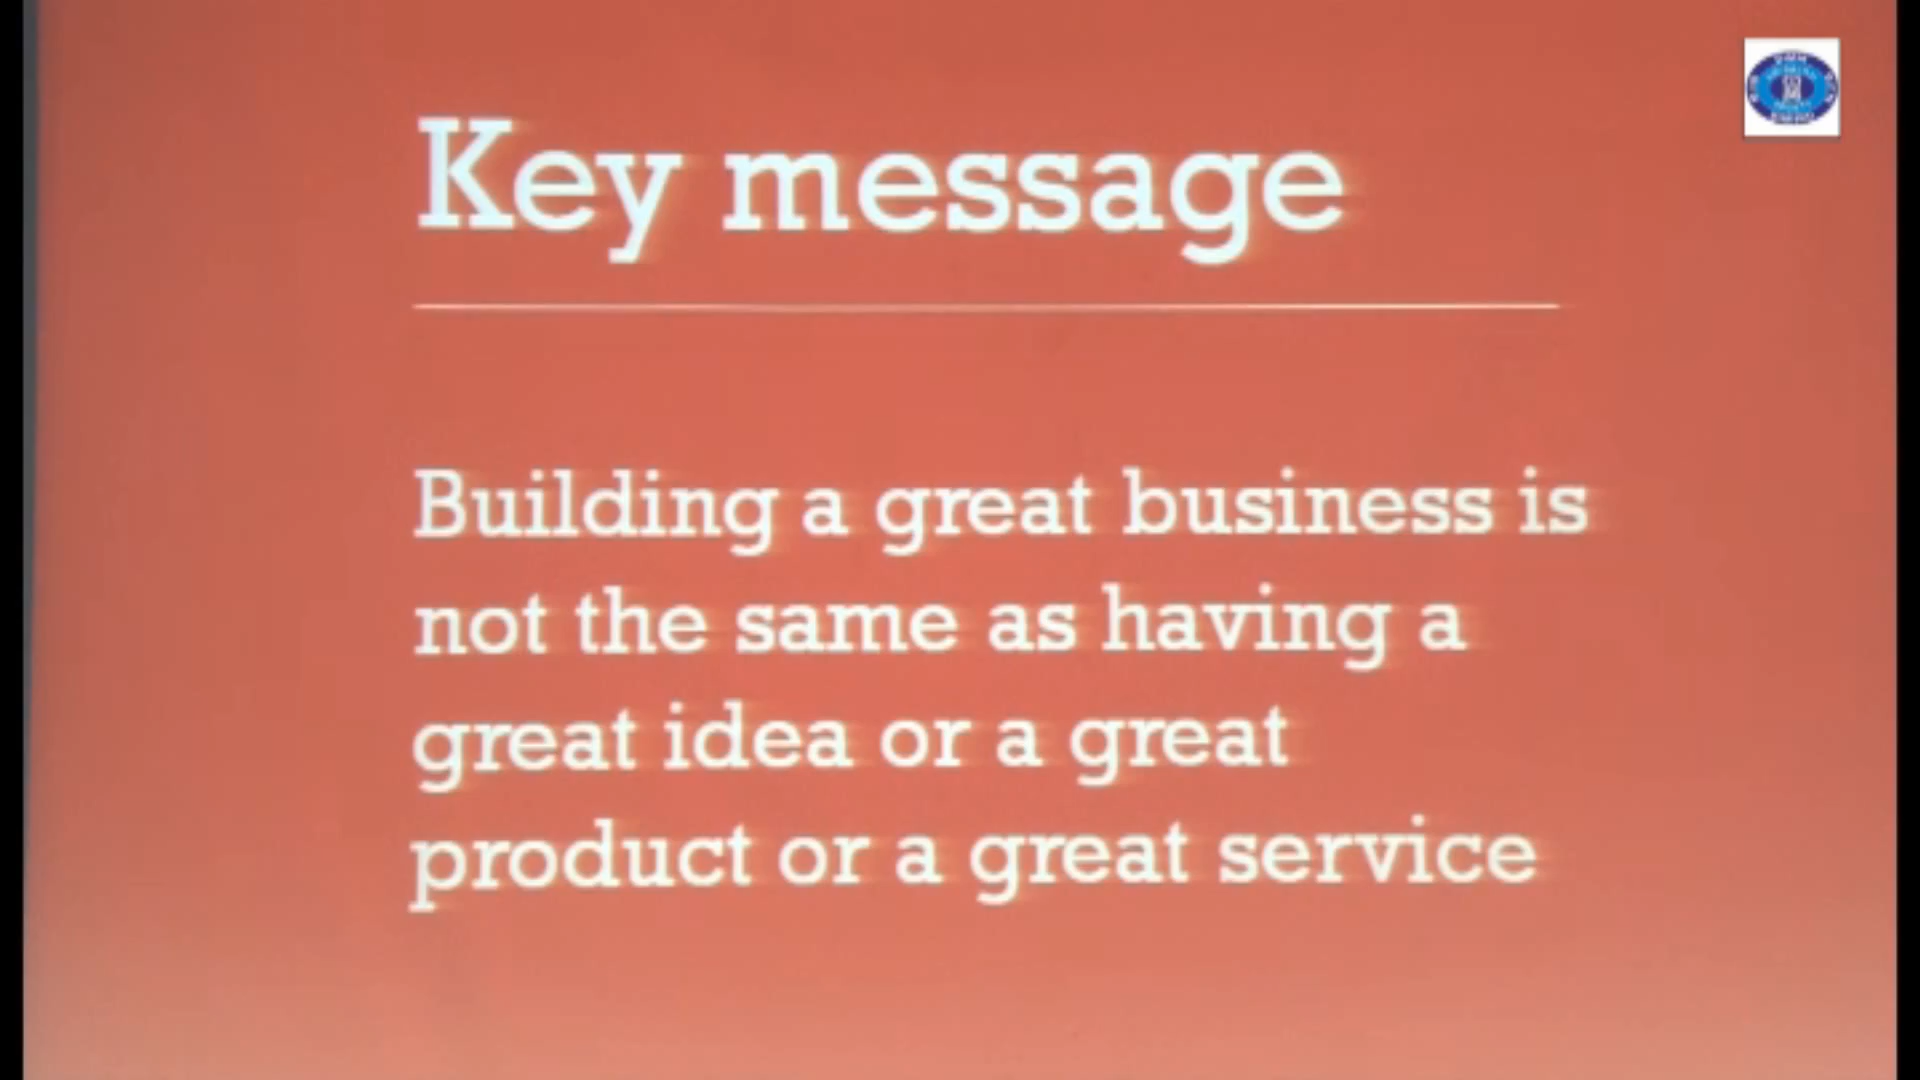 Key message
Building a great business is
not the same as having a
great idea or a great
product or a great service